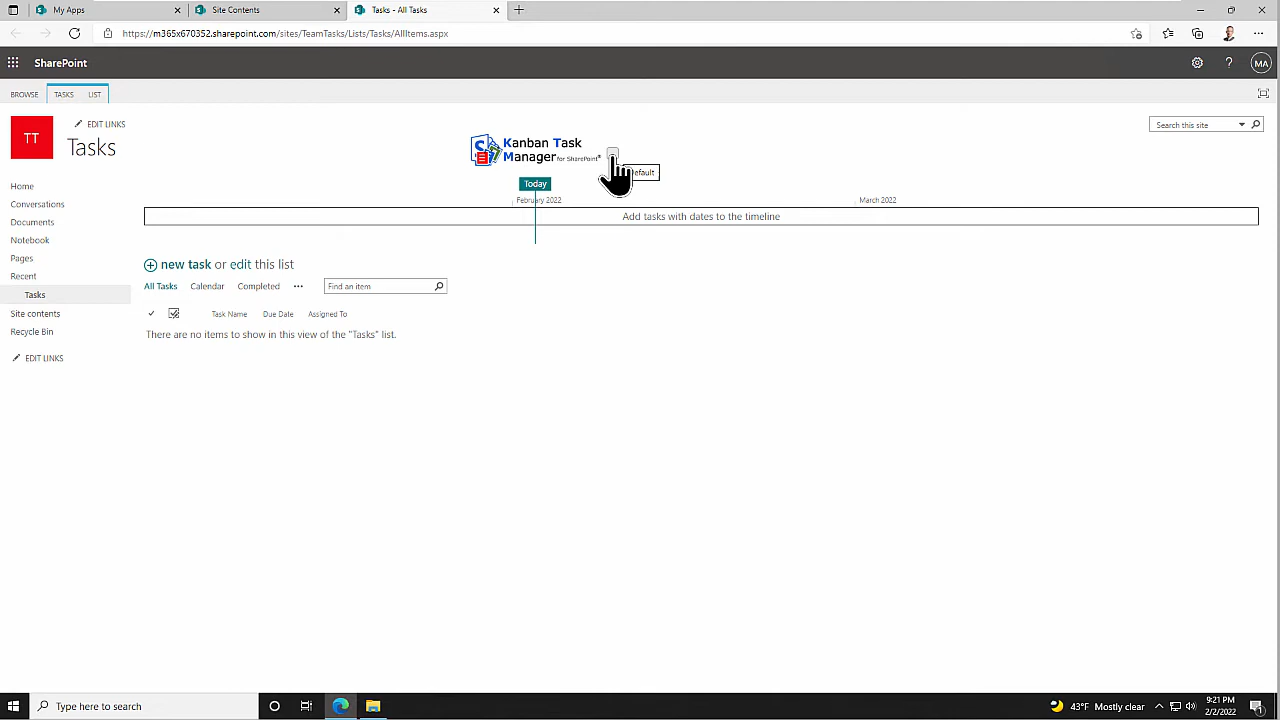 My Apps
Site Contents
Tasks - All Tasks
https://m365x670352.sharepoint.com/sites/TeamTasks/Lists/Tasks/AllItems.aspx
SharePoint
?
MA
BROWSE
TASKS
LIST
TT
EDIT LINKS
Tasks
Search this site
Kanban Task
Manager for SharePoint®
Today
February 2022
March 2022
Add tasks with dates to the timeline
Home
Conversations
Documents
Notebook
Pages
Recent
Tasks
Site contents
Recycle Bin
EDIT LINKS
new task or edit this list
All Tasks
Calendar
Completed
Find an item
Task Name
Due Date
Assigned To
There are no items to show in this view of the "Tasks" list.
Type here to search
43°F Mostly clear
9:21 PM
2/2/2022
1